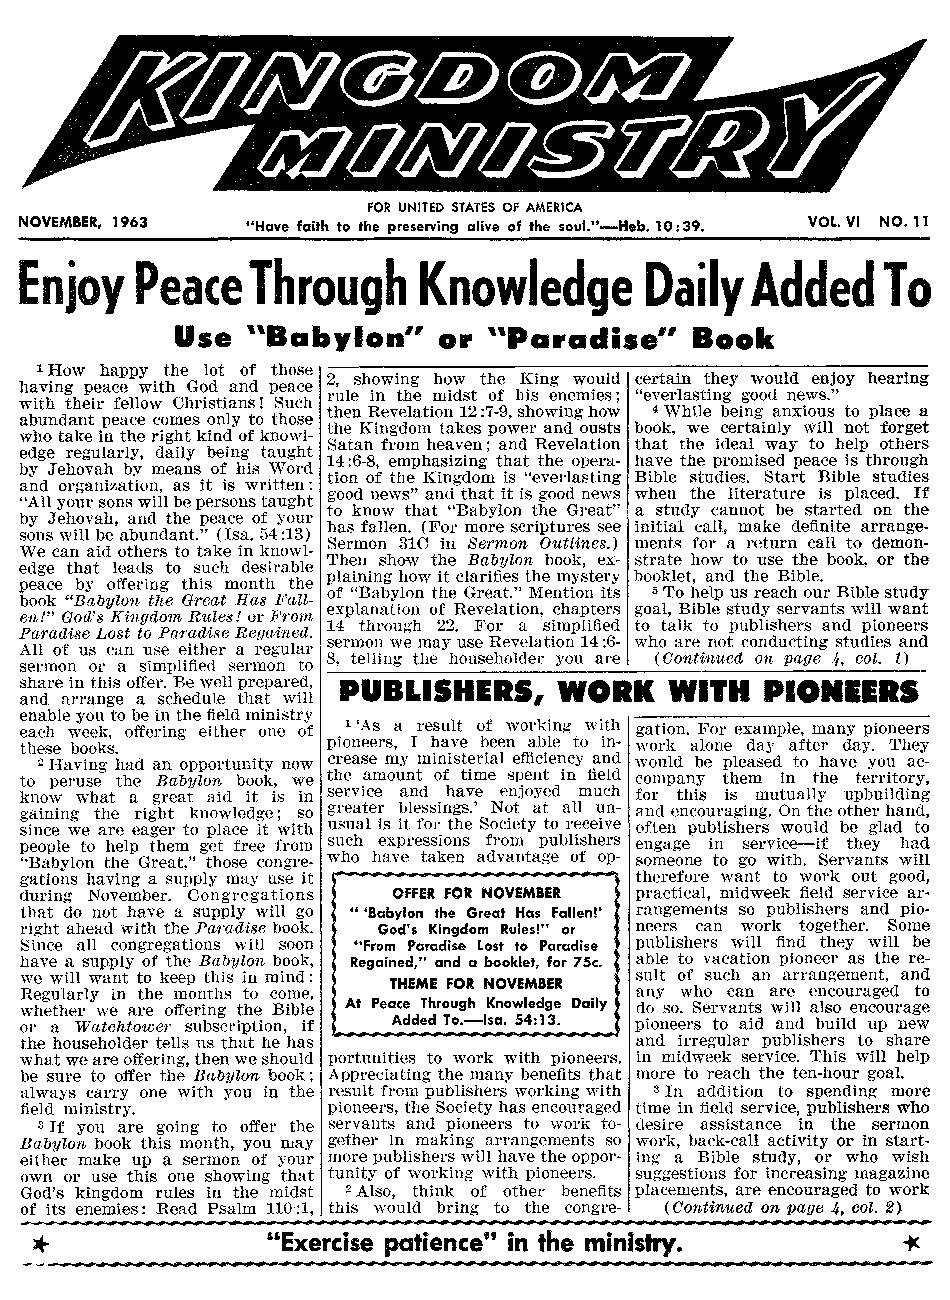 KINGDOM
MINISTRY
FOR UNITED STATES OF AMERICA
NOVEMBER, 1963
"Have faith to the preserving alive of the soul."—Heb. 10:39.
VOL. VI NO. 11
Enjoy Peace Through Knowledge Daily Added To
Use "Babylon" or "Paradise" Book
1 How happy the lot of those
having peace with God and peace
with their fellow Christians! Such
abundant peace comes only to those
who take in the right kind of knowl-
edge regularly, daily being taught
by Jehovah by means of his Word
and organization, as it is written:
"All your sons will be persons taught
by Jehovah, and the peace of your
sons will be abundant." (Isa. 54:13)
We can aid others to take in knowl-
edge that leads to such desirable
peace by offering this month the
book "Babylon the Great Has Fall-
en!" God's Kingdom Rules! or From
Paradise Lost to Paradise Regained.
All of us can use either a regular
sermon or a simplified sermon to
share in this offer. Be well prepared,
and arrange a schedule that will
enable you to be in the field ministry
each week, offering either one of
these books.
2 Having had an opportunity now
to peruse the Babylon book, we
know what a great aid it is in
gaining the right knowledge; so
since we are eager to place it with
people to help them get free from
"Babylon the Great," those congre-
gations having a supply may use it
during November. Congregations
that do not have a supply will go
right ahead with the Paradise book.
Since all congregations will soon
have a supply of the Babylon book,
we will want to keep this in mind:
Regularly in the months to come,
whether we are offering the Bible
or a Watchtower subscription, if
the householder tells us that he has
what we are offering, then we should
be sure to offer the Babylon book;
always carry one with you in the
field ministry.
3 If you are going to offer the
Babylon book this month, you may
either make up a sermon of your
own or use this one showing that
God's kingdom rules in the midst
of its enemies: Read Psalm 110:1,
2, showing how the King would
rule in the midst of his enemies;
then Revelation 12:7-9, showing how
the Kingdom takes power and ousts
Satan from heaven; and Revelation
14:6-8, emphasizing that the opera-
tion of the Kingdom is "everlasting
good news" and that it is good news
to know that "Babylon the Great"
has fallen. (For more scriptures see
Sermon 31C in Sermon Outlines.)
Then show the Babylon book, ex-
plaining how it clarifies the mystery
of "Babylon the Great." Mention its
explanation of Revelation, chapters
14 through 22. For a simplified
sermon we may use Revelation 14:6-
8, telling the householder you are
certain they would enjoy hearing
"everlasting good news."
4 While being anxious to place a
book, we certainly will not forget
that the ideal way to help others
have the promised peace is through
Bible studies. Start Bible studies
when the literature is placed. If
a study cannot be started on the
initial call, make definite arrange-
ments for a return call to demon-
strate how to use the book, or the
booklet, and the Bible.
5 To help us reach our Bible study
goal, Bible study servants will want
to talk to publishers and pioneers
who are not conducting studies and
(Continued on page 4, col. 1)
PUBLISHERS, WORK WITH PIONEERS
1 'As a result of working with
pioneers, I have been able to in-
crease my ministerial efficiency and
the amount of time spent in field
service and have enjoyed much
greater blessings.' Not at all un-
usual is it for the Society to receive
such expressions from publishers
who have taken advantage of op-
OFFER FOR NOVEMBER
" 'Babylon the Great Has Fallen!'
God's Kingdom Rules!" or
"From Paradise Lost to Paradise
Regained," and a booklet, for 75c.
THEME FOR NOVEMBER
At Peace Through Knowledge Daily
Added To.—Isa. 54:13.
portunities to work with pioneers.
Appreciating the many benefits that
result from publishers working with
pioneers, the Society has encouraged
servants and pioneers to work to-
gether in making arrangements so
more publishers will have the oppor-
tunity of working with pioneers.
2 Also, think of other benefits
this would bring to the congre-
gation. For example, many pioneers
work alone day after day. They
would be pleased to have you ac-
company them in the territory,
for this is mutually upbuilding
and encouraging. On the other hand,
often publishers would be glad to
engage in service—if they had
someone to go with. Servants will
therefore want to work out good,
practical, midweek field service ar-
rangements so publishers and pio-
neers can work together. Some
publishers will find they will be
able to vacation pioneer as the re-
sult of such an arrangement, and
any who can are encouraged to
do so. Servants will also encourage
pioneers to aid and build up new
and irregular publishers to share
in midweek service. This will help
more to reach the ten-hour goal.
3 In addition to spending more
time in field service, publishers who
desire assistance in the sermon
work, back-call activity or in start-
ing a Bible study, or who wish
suggestions for increasing magazine
placements, are encouraged to work
(Continued on page 4, col. 2)
"Exercise patience" in the ministry.